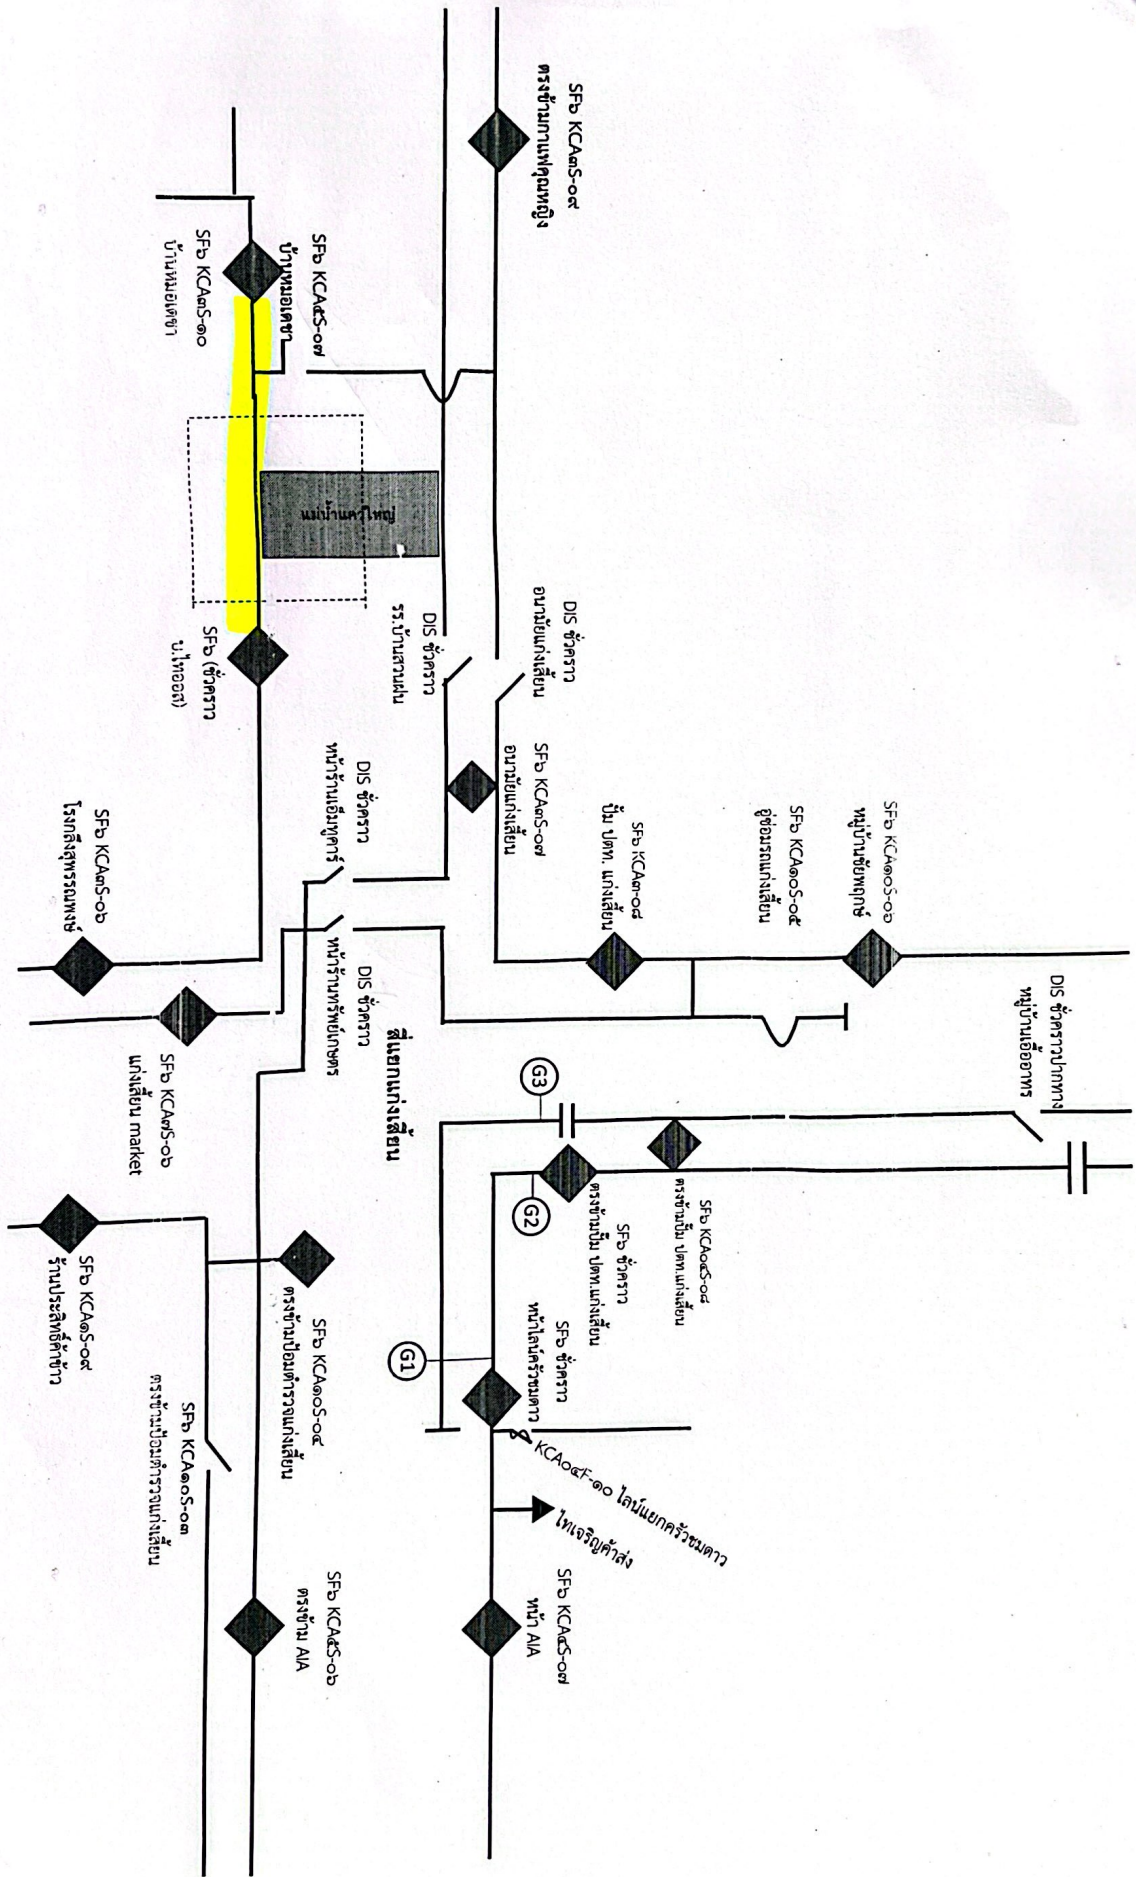 SF๖ KCA๓S-๐๙
ตรงข้ามกาแฟคุณหญิง
SF๖ KCA๕S-๐๗
บ้านหมอเดชา
SF๖ KCA๓S-๑๐
บ้านหมอเดชา
แม่น้ำแควใหญ่
SF๖ (ชั่วคราว
บ.ไทออส)
DIS ชั่วคราว
รร.บ้านสวนฝน
DIS ชั่วคราว
อนามัยแก่งเสี้ยน
SF๖ KCA๓S-๐๗
อนามัยแก่งเสี้ยน
DIS ชั่วคราว
หน้าร้านเอ็มทูคาร์
SF๖ KCA๓-๐๘
ปั๊ม ปตท. แก่งเสี้ยน
SF๖ KCA๑๐S-๐๕
อู่ซ่อมรถแก่งเสี้ยน
SF๖ KCA๑๐S-๐๖
หมู่บ้านชัยพฤกษ์
SF๖ KCA๓S-๐๖
โรงกลึงสุพรรณพงษ์
DIS ชั่วคราว
หน้าร้านทรัพย์เกษตร
สี่แยกแก่งเสี้ยน
SF๖ KCA๗S-๐๖
แก่งเสี้ยน market
DIS ชั่วคราวปากทาง
หมู่บ้านเอื้ออาทร
G3
G2
G1
SF๖ KCA๐๔S-๐๘
ตรงข้ามปั๊ม ปตท.แก่งเสี้ยน
SF๖ ชั่วคราว
ตรงข้ามปั๊ม ปตท.แก่งเสี้ยน
SF๖ ชั่วคราว
หน้าไลน์ครัวชมดาว
KCA๐๔F-๑๐ ไลน์แยกครัวชมดาว
ไทเจริญค้าส่ง
SF๖ KCA๔S-๐๗
หน้า AIA
SF๖ KCA๑S-๐๙
ร้านประสิทธิ์ค้าข้าว
SF๖ KCA๑๐S-๐๔
ตรงข้ามป้อมตำรวจแก่งเสี้ยน
SF๖ KCA๑๐S-๐๓
ตรงข้ามป้อมตำรวจแก่งเสี้ยน
SF๖ KCA๕S-๐๖
ตรงข้าม AIA